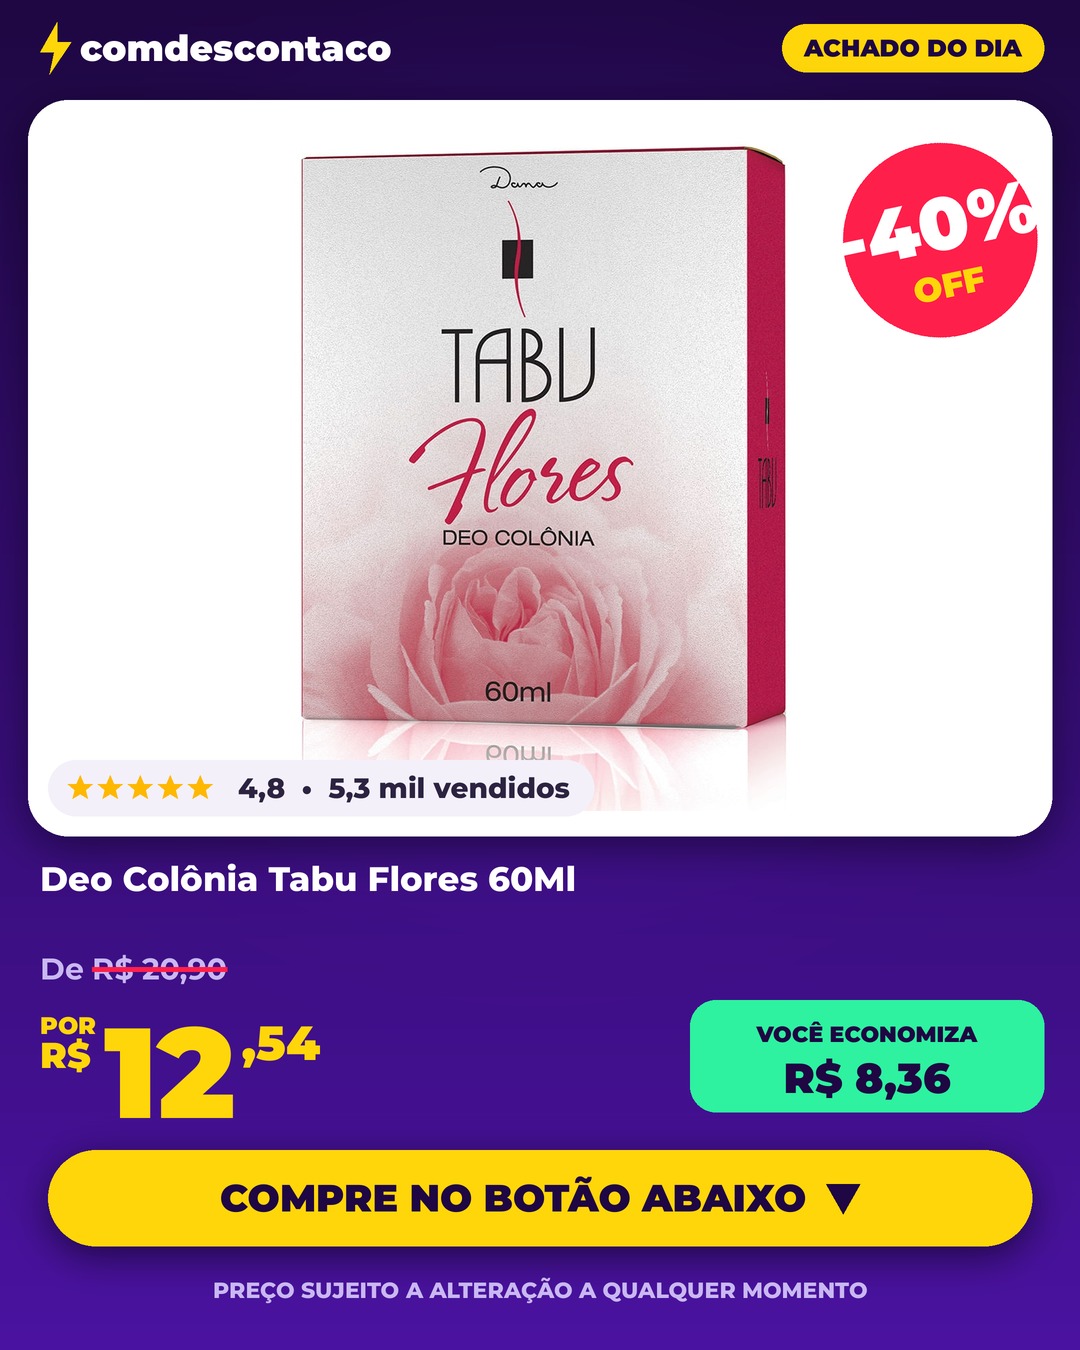 comdescontaco
ACHADO DO DIA
-40%
OFF
Dana
TABU
Flores
DEO COLÔNIA
60ml
TABU
4,8 • 5,3 mil vendidos
Deo Colônia Tabu Flores 60Ml
De R$ 20,90
POR
R$ 12,54
VOCÊ ECONOMIZA
R$ 8,36
COMPRE NO BOTÃO ABAIXO ▼
PREÇO SUJEITO A ALTERAÇÃO A QUALQUER MOMENTO